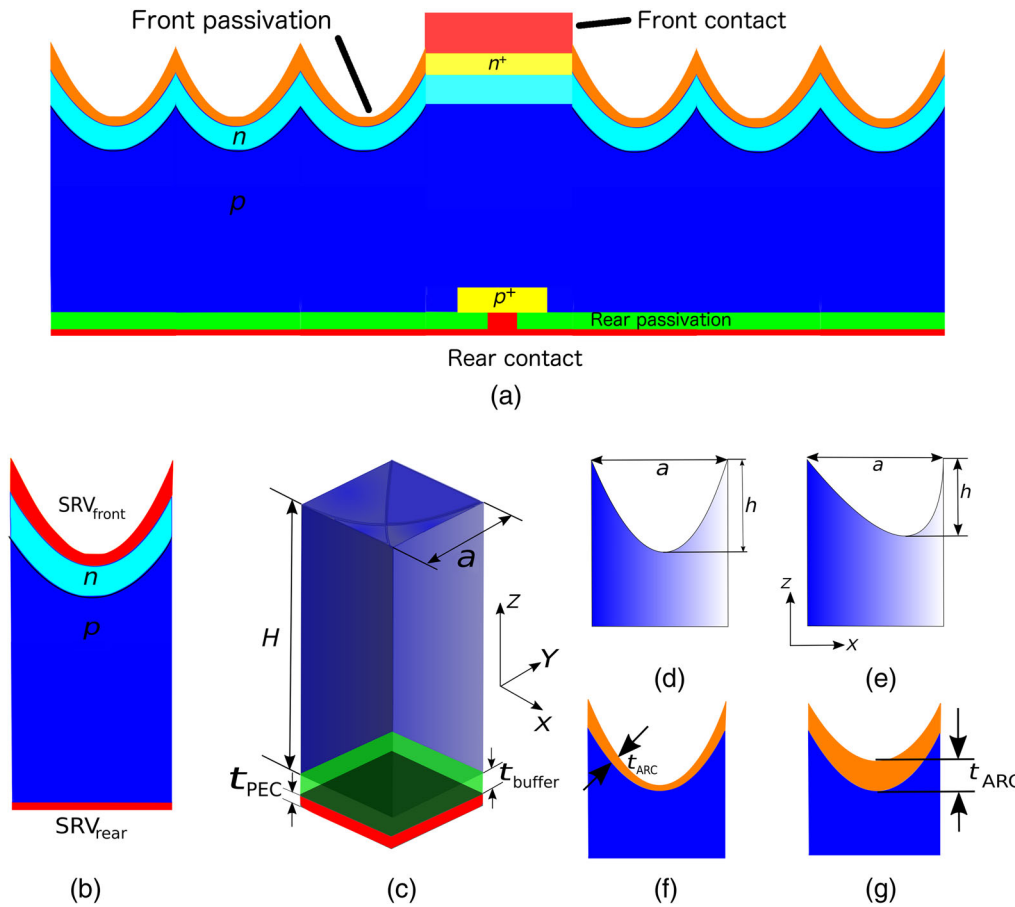 Front passivation
Front contact
n+
n
p
p+
Rear passivation
Rear contact
(a)
SRVfront
n
p
SRVrear
(b)
H
a
z
Y
x
tPEC
tbuffer
(c)
a
h
(d)
a
h
z
x
(e)
tARC
(f)
tARC
(g)